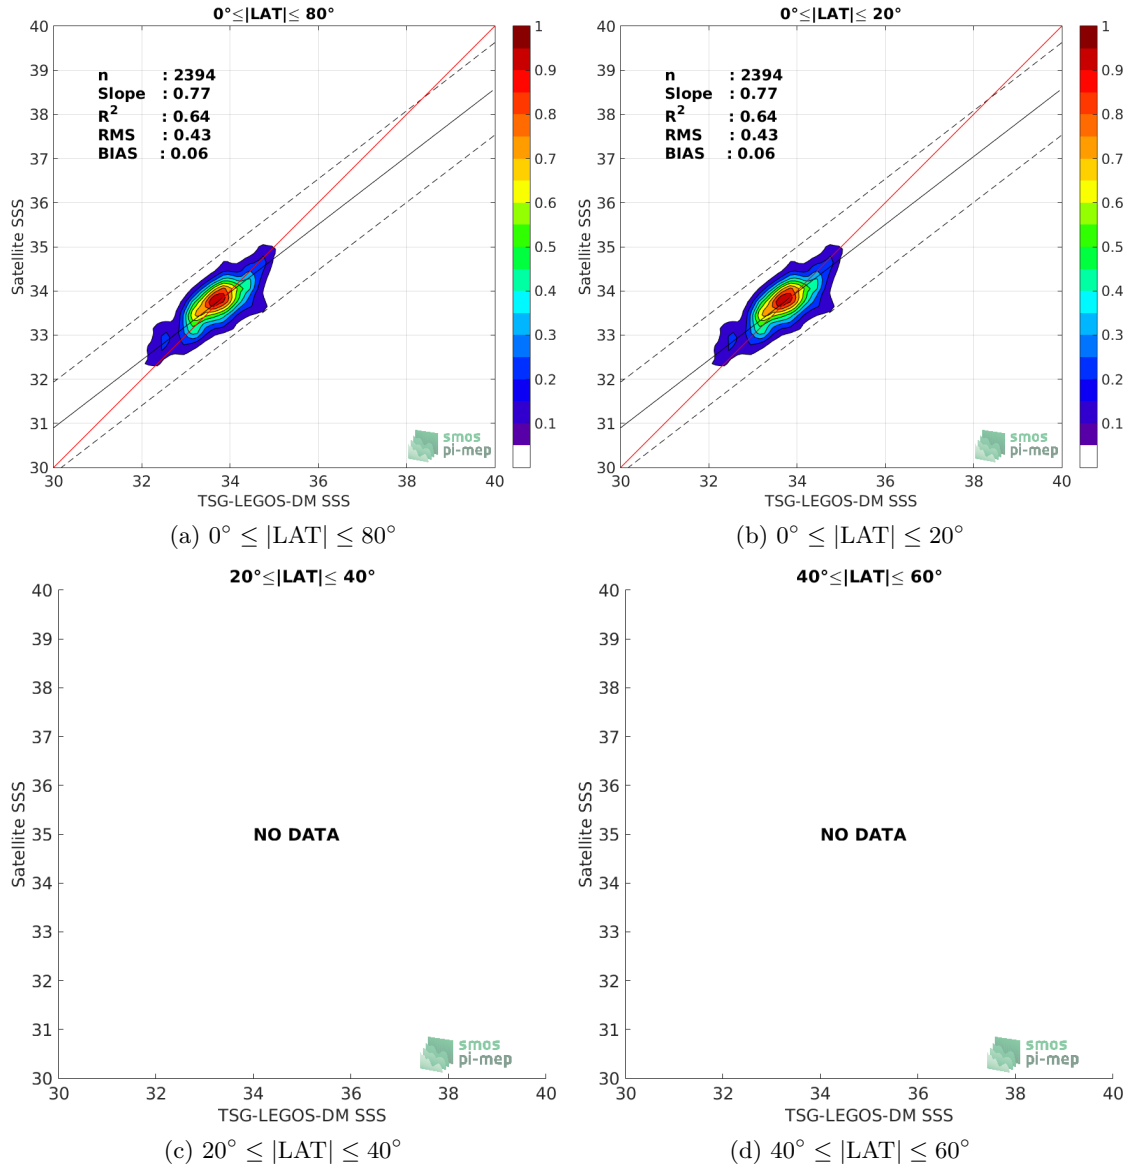 0°≤|LAT|≤ 80°
40
39
38
37
36
35
34
33
32
31
30
Satellite SSS
n : 2394
Slope : 0.77
R² : 0.64
RMS : 0.43
BIAS : 0.06
smos
pi-mep
30 32 34 36 38 40
TSG-LEGOS-DM SSS
1
0.9
0.8
0.7
0.6
0.5
0.4
0.3
0.2
0.1
(a) 0° ≤ |LAT| ≤ 80°
0°≤|LAT|≤ 20°
40
39
38
37
36
35
34
33
32
31
30
Satellite SSS
n : 2394
Slope : 0.77
R² : 0.64
RMS : 0.43
BIAS : 0.06
smos
pi-mep
30 32 34 36 38 40
TSG-LEGOS-DM SSS
1
0.9
0.8
0.7
0.6
0.5
0.4
0.3
0.2
0.1
(b) 0° ≤ |LAT| ≤ 20°
20°≤|LAT|≤ 40°
40
39
38
37
36
35
34
33
32
31
30
Satellite SSS
NO DATA
smos
pi-mep
30 32 34 36 38 40
TSG-LEGOS-DM SSS
(c) 20° ≤ |LAT| ≤ 40°
40°≤|LAT|≤ 60°
40
39
38
37
36
35
34
33
32
31
30
Satellite SSS
NO DATA
smos
pi-mep
30 32 34 36 38 40
TSG-LEGOS-DM SSS
(d) 40° ≤ |LAT| ≤ 60°